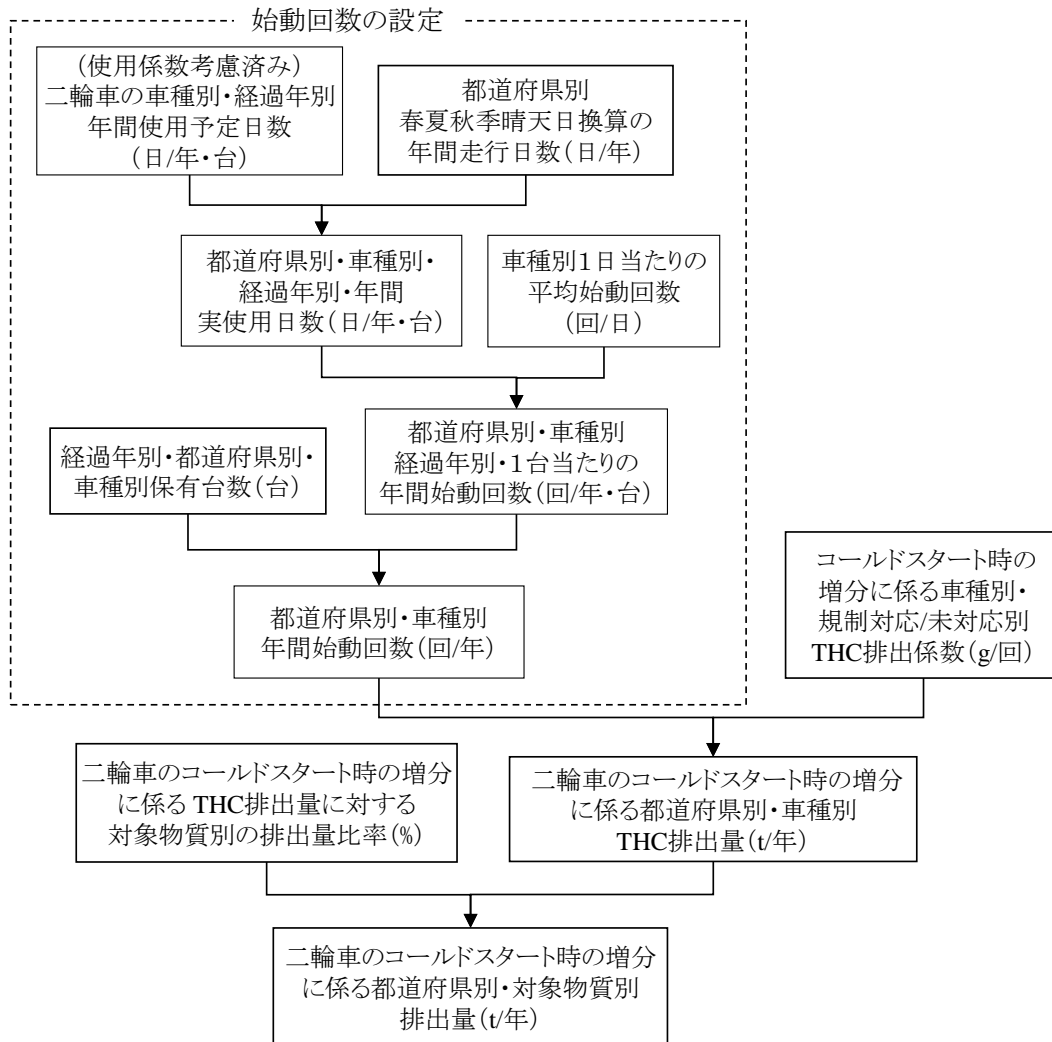 始動回数の設定
(使用係数考慮済み)
二輪車の車種別・経過年別
年間使用予定日数
(日/年・台)
都道府県別
春夏秋季晴天日換算の
年間走行日数(日/年)
都道府県別・車種別・
経過年別・年間
実使用日数(日/年・台)
車種別1日当たりの
平均始動回数
(回/日)
経過年別・都道府県別・
車種別保有台数(台)
都道府県別・車種別
経過年別・1台当たりの
年間始動回数(回/年・台)
都道府県別・車種別
年間始動回数(回/年)
コールドスタート時の
増分に係る車種別・
規制対応/未対応別
THC排出係数(g/回)
二輪車のコールドスタート時の増分
に係る THC排出量に対する
対象物質別の排出量比率(%)
二輪車のコールドスタート時の増分
に係る都道府県別・車種別
THC排出量(t/年)
二輪車のコールドスタート時の増分
に係る都道府県別・対象物質別
排出量(t/年)